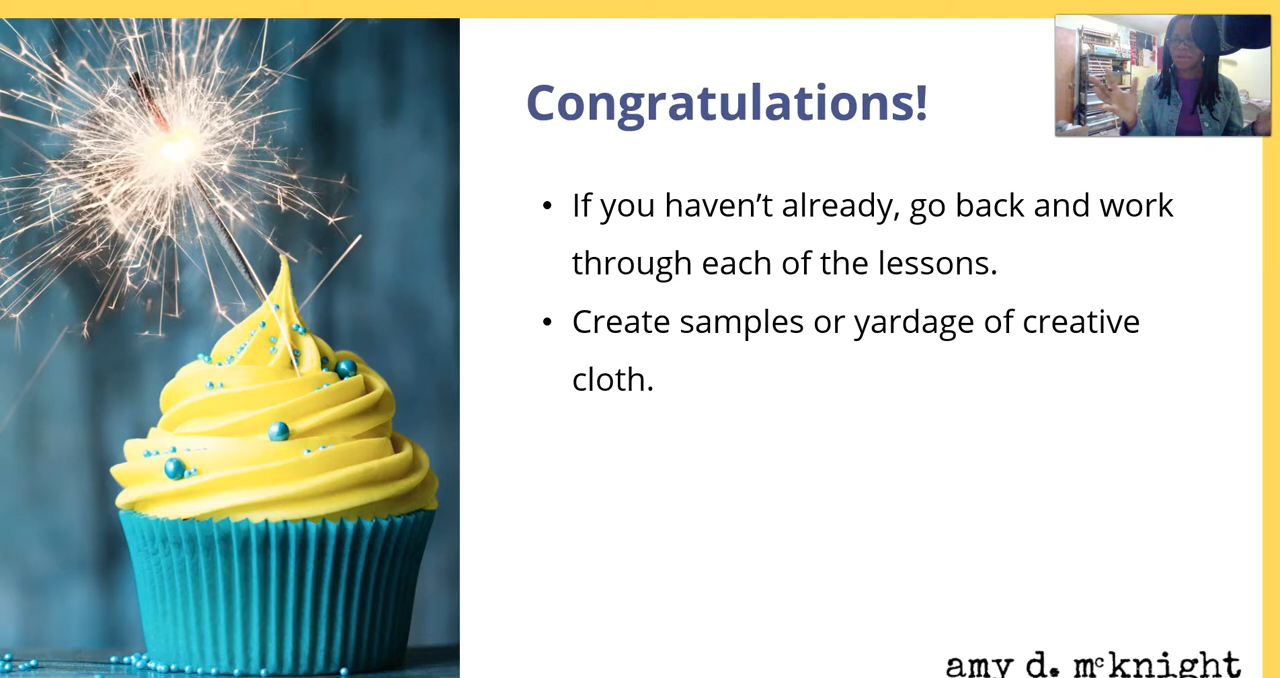 Congratulations!
• If you haven’t already, go back and work
through each of the lessons.
• Create samples or yardage of creative
cloth.
amy d. mcknight